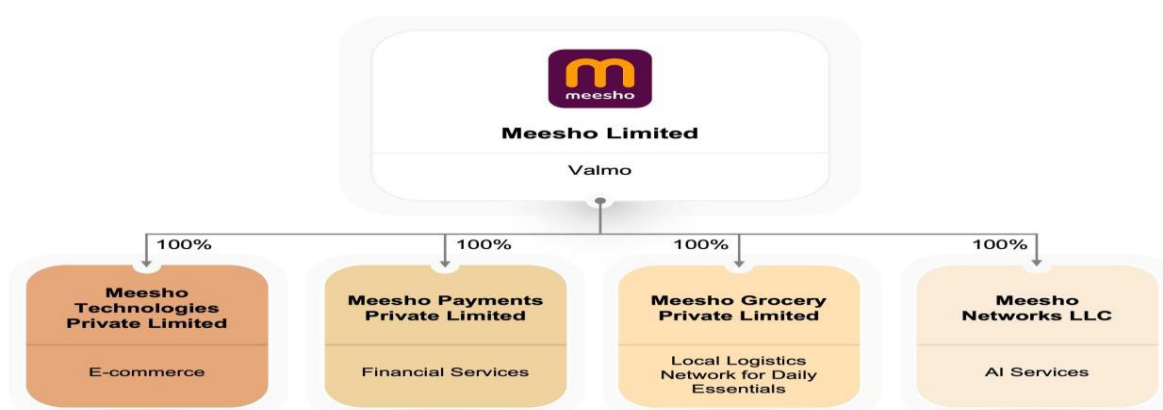 meesho
Meesho Limited
Valmo
100%
100%
100%
100%
Meesho
Technologies
Private Limited
E-commerce
Meesho Payments
Private Limited
Financial Services
Meesho Grocery
Private Limited
Local Logistics
Network for Daily
Essentials
Meesho
Networks LLC
AI Services